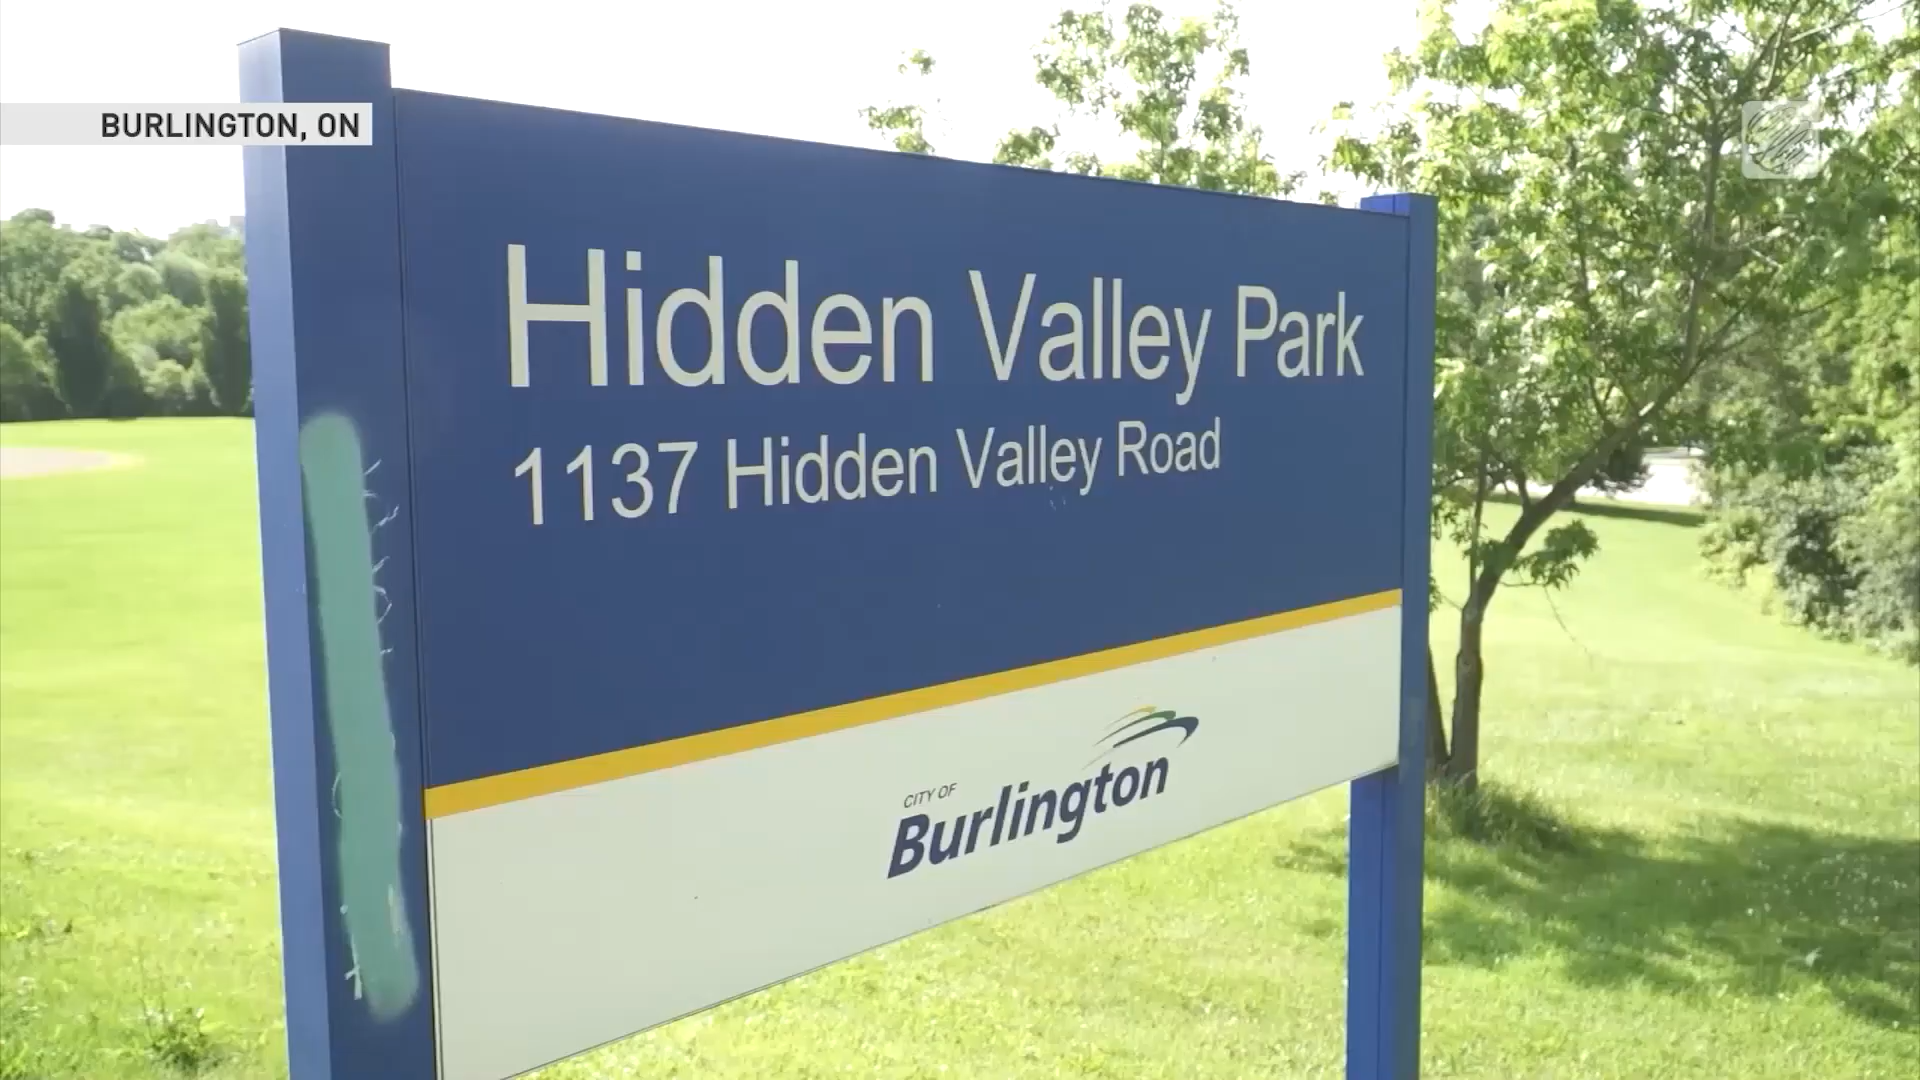 BURLINGTON, ON
Hidden Valley Park
1137 Hidden Valley Road
CITY OF
Burlington